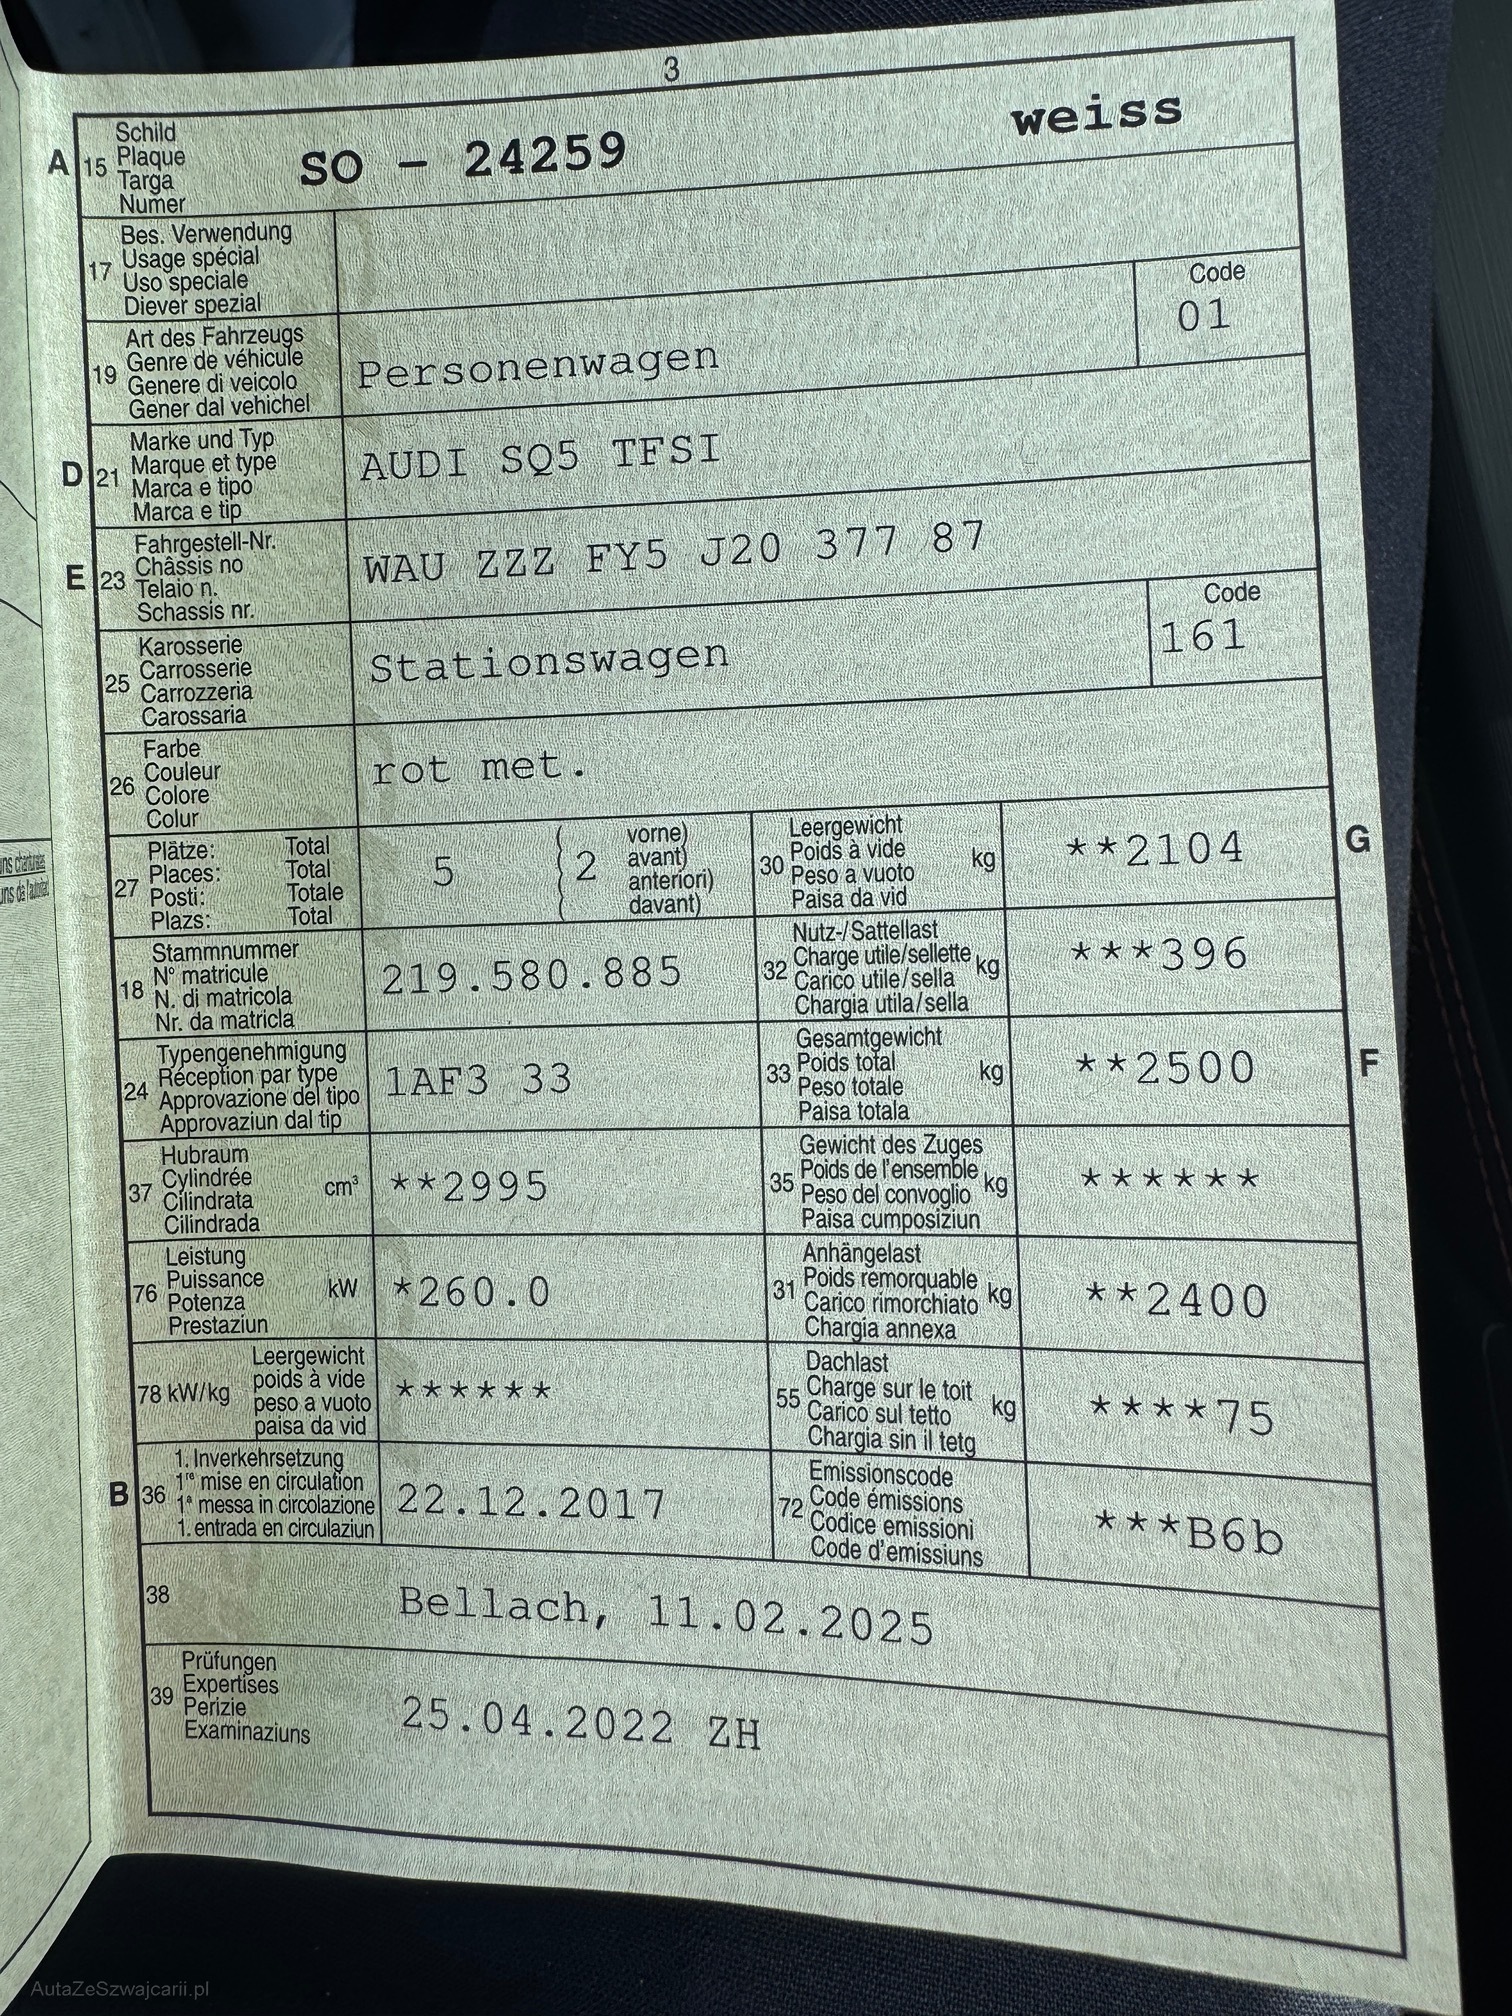 3
A 15 Schild
Plaque
Targa
Numer
SO - 24259 weiss
17 Bes. Verwendung
Usage spécial
Uso speciale
Diever spezial
19 Art des Fahrzeugs
Genre de véhicule
Genere di veicolo
Gener dal vehichel
Personenwagen
Code
01
D 21 Marke und Typ
Marque et type
Marca e tipo
Marca e tip
AUDI SQ5 TFSI
E 23 Fahrgestell-Nr.
Châssis no
Telaio n.
Schassis nr.
WAU ZZZ FY5 J20 377 87
25 Karosserie
Carrosserie
Carrozzeria
Carossaria
Stationswagen
Code
161
26 Farbe
Couleur
Colore
Colur
rot met.
27 Plätze: Total
Places: Total
Posti: Totale
Plazs: Total
5 ( 2 vorne)
avant)
anteriori)
davant)
30 Leergewicht
Poids à vide
Peso a vuoto
Paisa da vid
kg **2104 G
18 Stammnummer
N° matricule
N. di matricola
Nr. da matricla
219.580.885
32 Nutz-/Sattellast
Charge utile/sellette
Carico utile/sella
Chargia utila/sella
kg ***396
24 Typengenehmigung
Réception par type
Approvazione del tipo
Approvaziun dal tip
1AF3 33
33 Gesamtgewicht
Poids total
Peso totale
Paisa totala
kg **2500 F
37 Hubraum
Cylindrée
Cilindrata
Cilindrada
cm³ **2995
35 Gewicht des Zuges
Poids de l'ensemble
Peso del convoglio
Paisa cumposiziun
kg ******
76 Leistung
Puissance
Potenza
Prestaziun
kW *260.0
31 Anhängelast
Poids remorquable
Carico rimorchiato
Chargia annexa
kg **2400
78 kW/kg Leergewicht
poids à vide
peso a vuoto
paisa da vid
******
55 Dachlast
Charge sur le toit
Carico sul tetto
Chargia sin il tetg
kg ****75
B 36 1. Inverkehrsetzung
1re mise en circulation
1a messa in circolazione
1. entrada en circulaziun
22.12.2017
72 Emissionscode
Code émissions
Codice emissioni
Code d'emissiuns
***B6b
38 Bellach, 11.02.2025
39 Prüfungen
Expertises
Perizie
Examinaziuns
25.04.2022 ZH
AutaZeSzwajcarii.pl